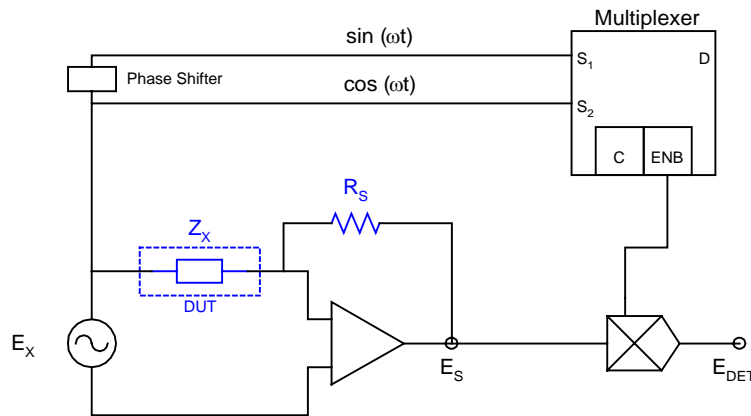 Multiplexer
sin (ωt)
S1
D
Phase Shifter
cos (ωt)
S2
C
ENB
RS
ZX
DUT
EX
ES
EDET